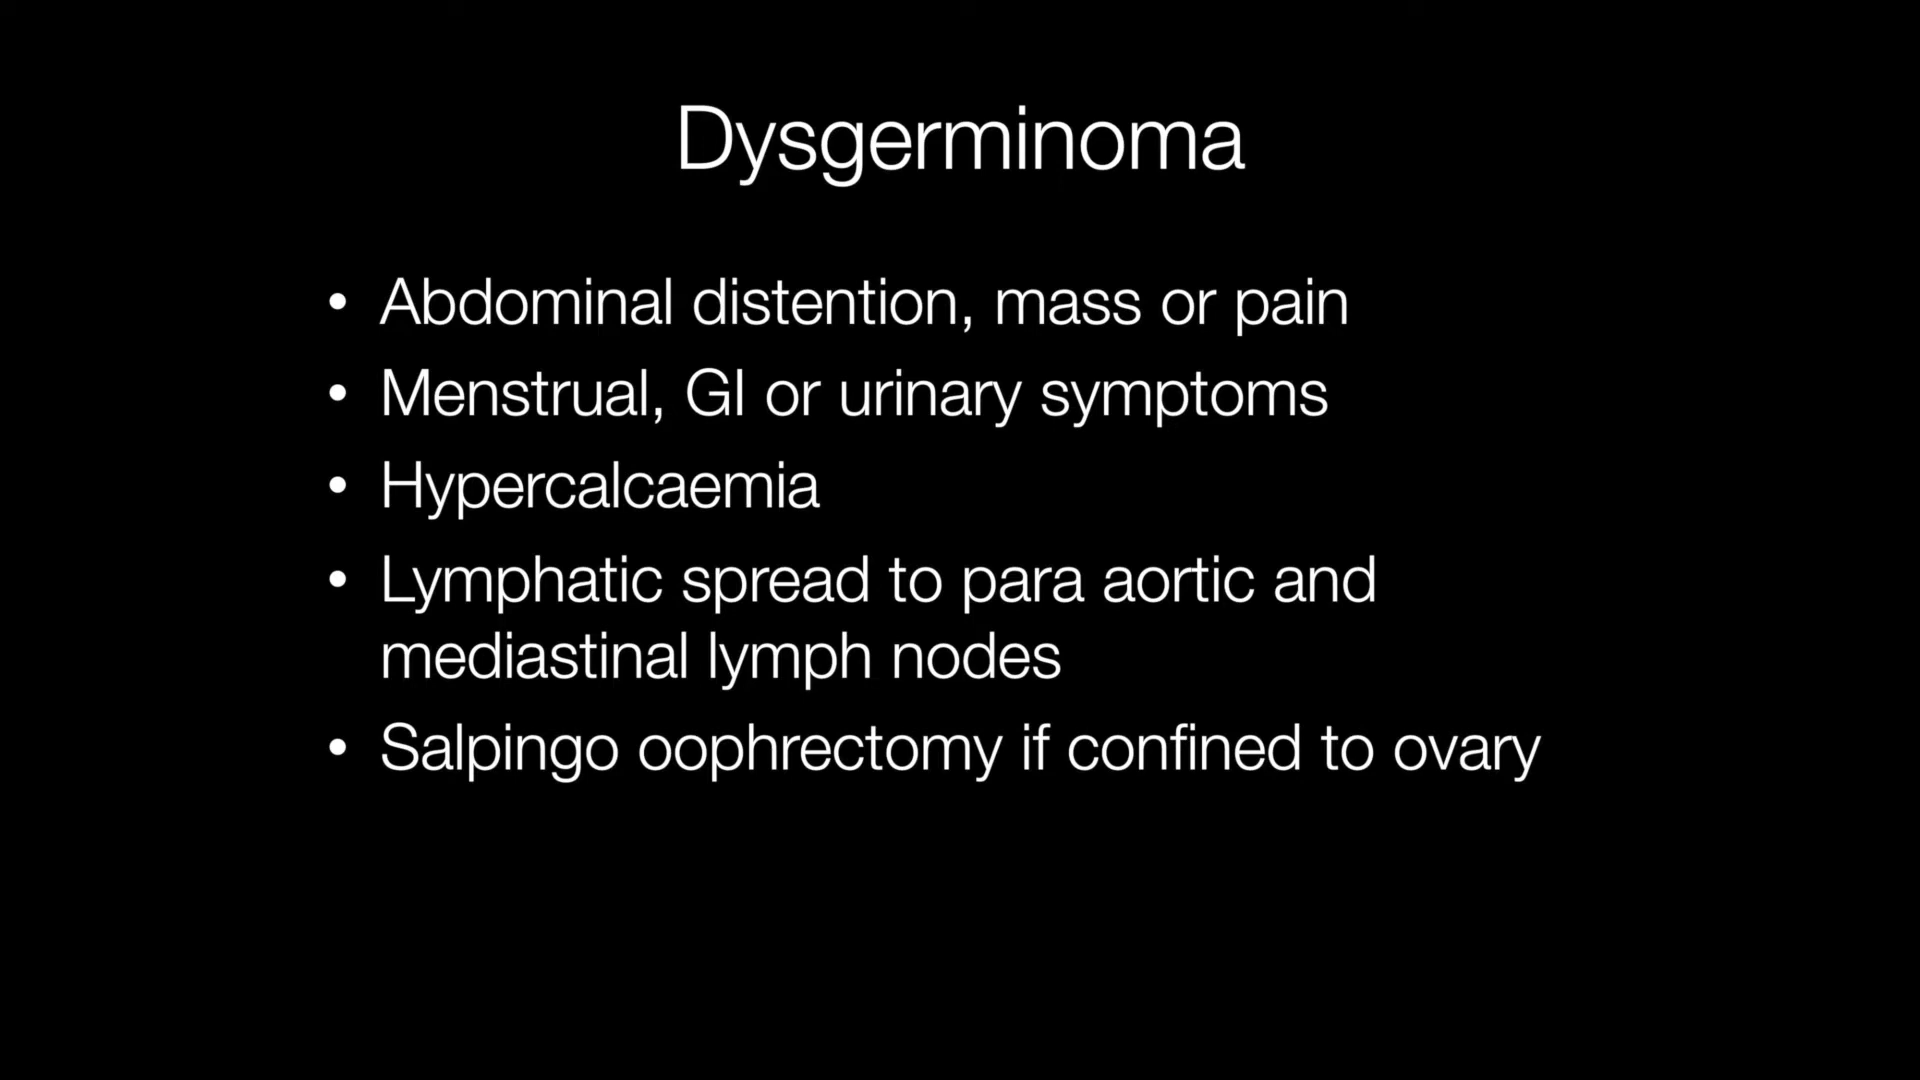 Dysgerminoma
• Abdominal distention, mass or pain
• Menstrual, GI or urinary symptoms
• Hypercalcaemia
• Lymphatic spread to para aortic and
mediastinal lymph nodes
• Salpingo oophrectomy if confined to ovary